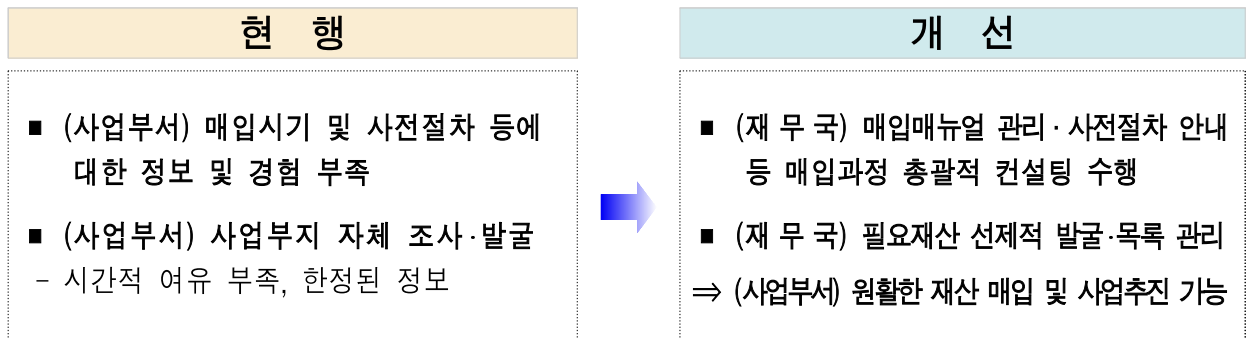 현 행
■ (사업부서) 매입시기 및 사전절차 등에
대한 정보 및 경험 부족
■ (사업부서) 사업부지 자체 조사·발굴
- 시간적 여유 부족, 한정된 정보
개 선
■ (재 무 국) 매입매뉴얼 관리·사전절차 안내
등 매입과정 총괄적 컨설팅 수행
■ (재 무 국) 필요재산 선제적 발굴·목록 관리
⇒ (사업부서) 원활한 재산 매입 및 사업추진 가능